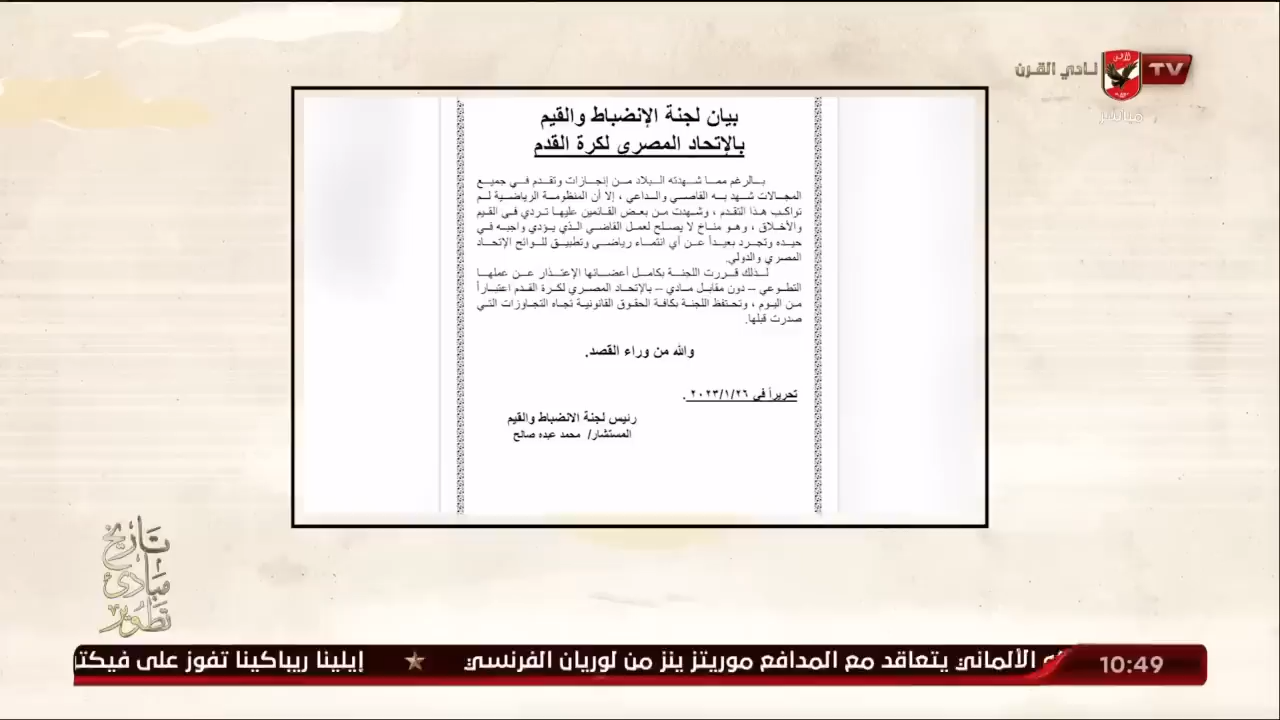 نادي القرن
TV
مباشر
بيان لجنة الإنضباط والقيم
بالإتحاد المصرى لكرة القدم
بالرغم مما شهدته البلاد من إنجازات وتقدم في جميع
المجالات شهد به القاصي والداعي ، إلا أن المنظومة الرياضية لم
تواكب هذا التقدم ، وشهدت من بعض القائمين عليها تردي في القيم
والأخلاق ، وهو مناخ لا يصلح لعمل القاضي الذي يؤدي واجبه في
حيده وتجرد بعيداً عن أي انتماء رياضي وتطبيق للوائح الإتحاد
المصري والدولي.
لذلك قررت اللجنة بكامل أعضائها الإعتذار عن عملها
التطوعي – دون مقابل مادي – بالإتحاد المصري لكرة القدم اعتباراً
من اليوم ، وتحتفظ اللجنة بكافة الحقوق القانونية تجاه التجاوزات التي
صدرت قبلها.
والله من وراء القصد.
تحريراً في ٢٠٢٣/١/٢٦ .
رئيس لجنة الانضباط والقيم
المستشار/ محمد عبده صالح
تاريخ
مبادئ
تطوير
الألماني يتعاقد مع المدافع موريتز ينز من لوريان الفرنسي ★ إيلينا ريباكينا تفوز على
10:49